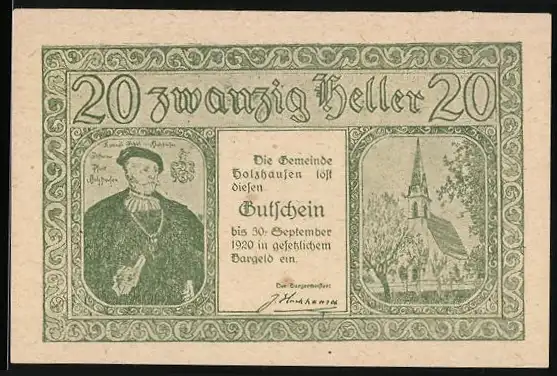 20 zwanzig Heller 20
Die Gemeinde
Holzhausen löst
diesen
Gutschein
bis 30. September
1920 in gesetzlichem
Bargeld ein.
Der Bürgermeister: